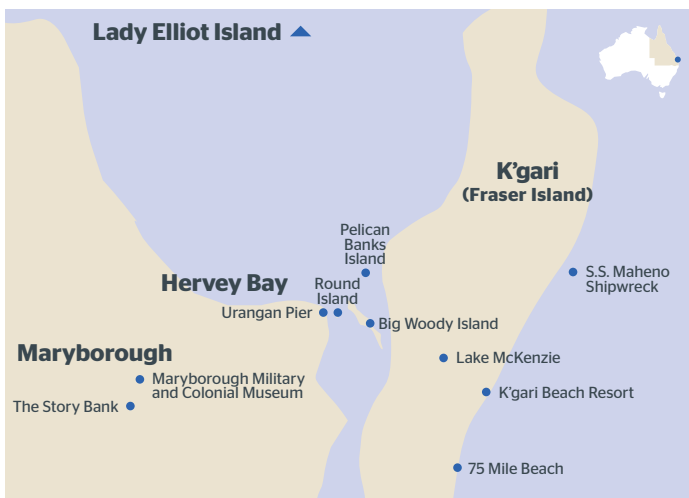 Lady Elliot Island
K'gari
(Fraser Island)
Pelican
Banks
Island
S.S. Maheno
Shipwreck
Hervey Bay
Round
Island
Urangan Pier
Big Woody Island
Maryborough
Lake McKenzie
Maryborough Military
and Colonial Museum
K'gari Beach Resort
The Story Bank
75 Mile Beach